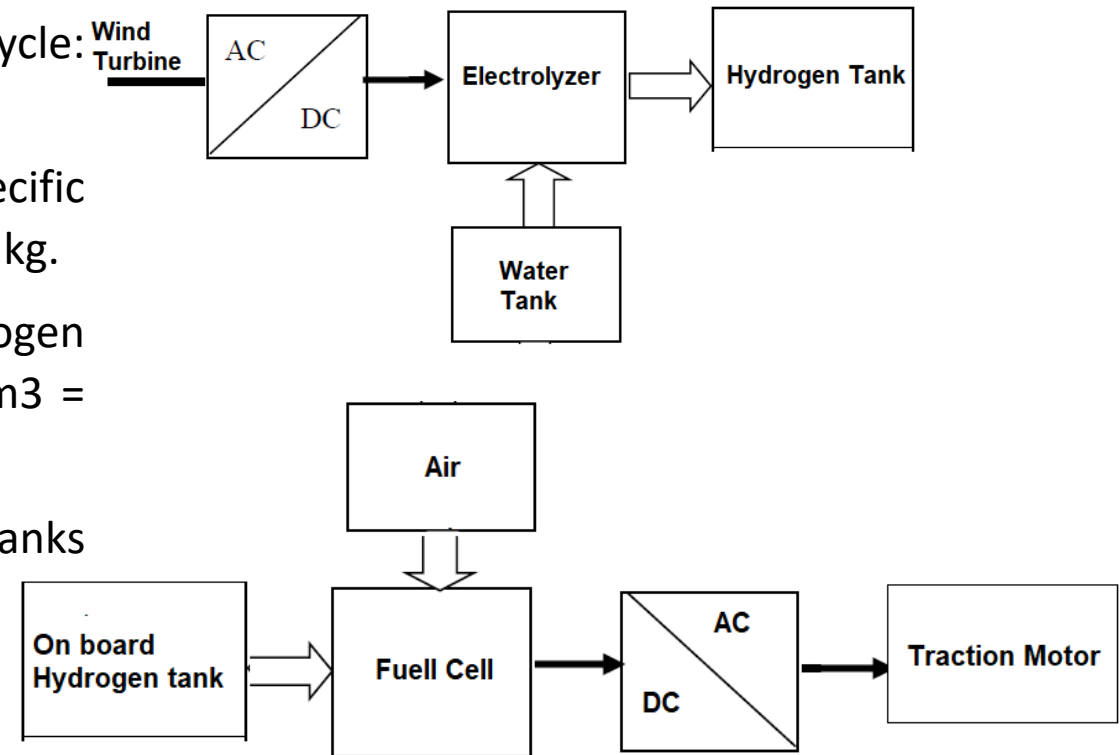 ycle:
Wind
Turbine
AC
DC
Electrolyzer
Hydrogen Tank
ecific
kg.
Water
Tank
ogen
m3 =
Air
anks
On board
Hydrogen tank
Fuell Cell
AC
DC
Traction Motor